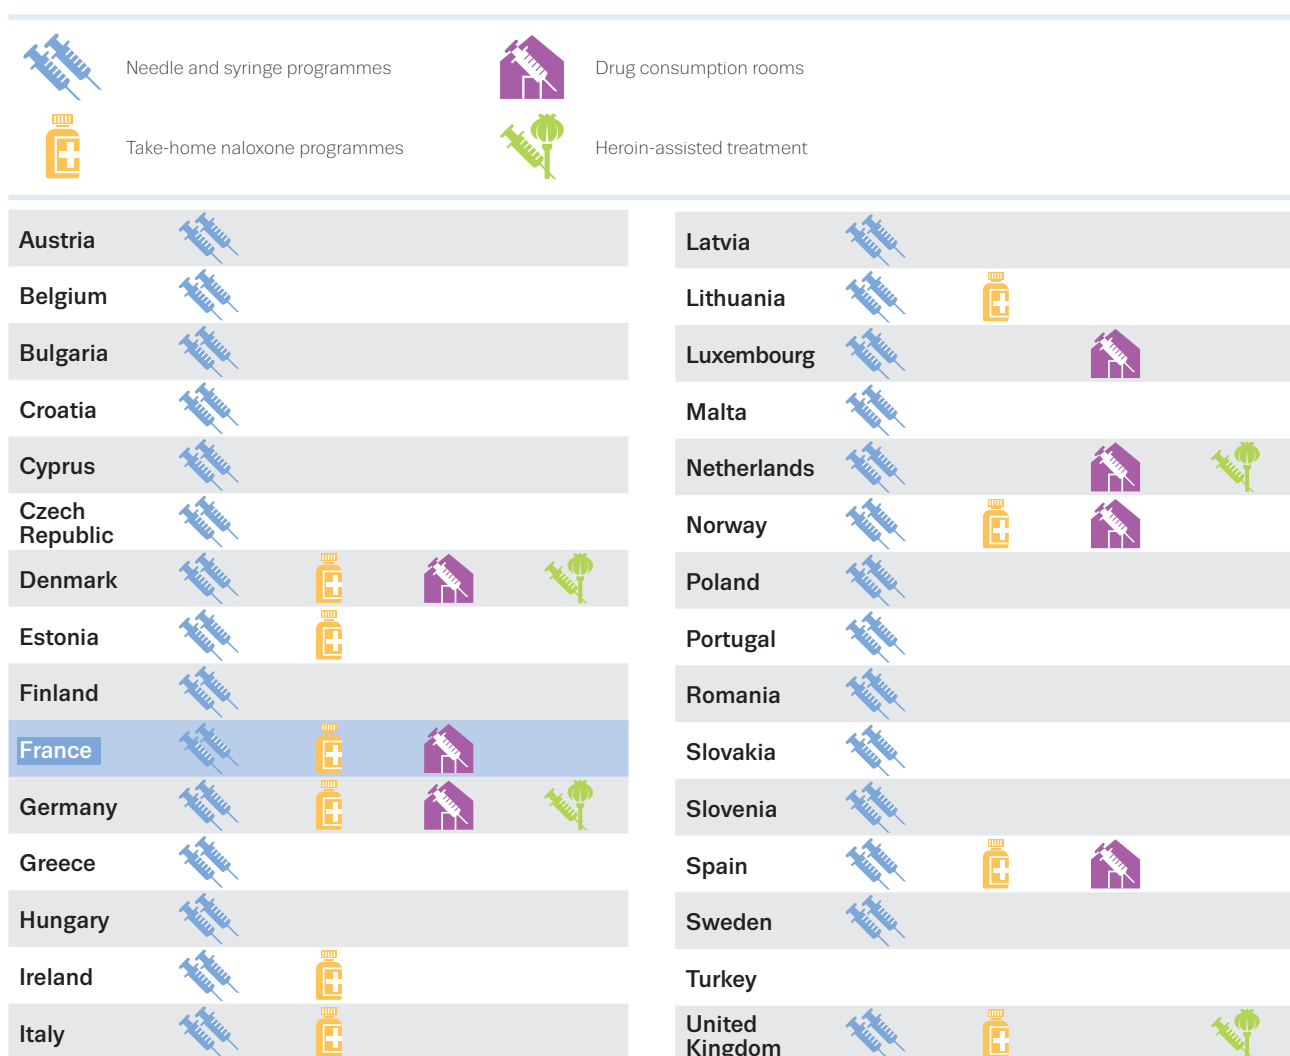 Needle and syringe programmes
Drug consumption rooms
Take-home naloxone programmes
Heroin-assisted treatment
Austria
Belgium
Bulgaria
Croatia
Cyprus
Czech
Republic
Denmark
Estonia
Finland
France
Germany
Greece
Hungary
Ireland
Italy
Latvia
Lithuania
Luxembourg
Malta
Netherlands
Norway
Poland
Portugal
Romania
Slovakia
Slovenia
Spain
Sweden
Turkey
United
Kingdom